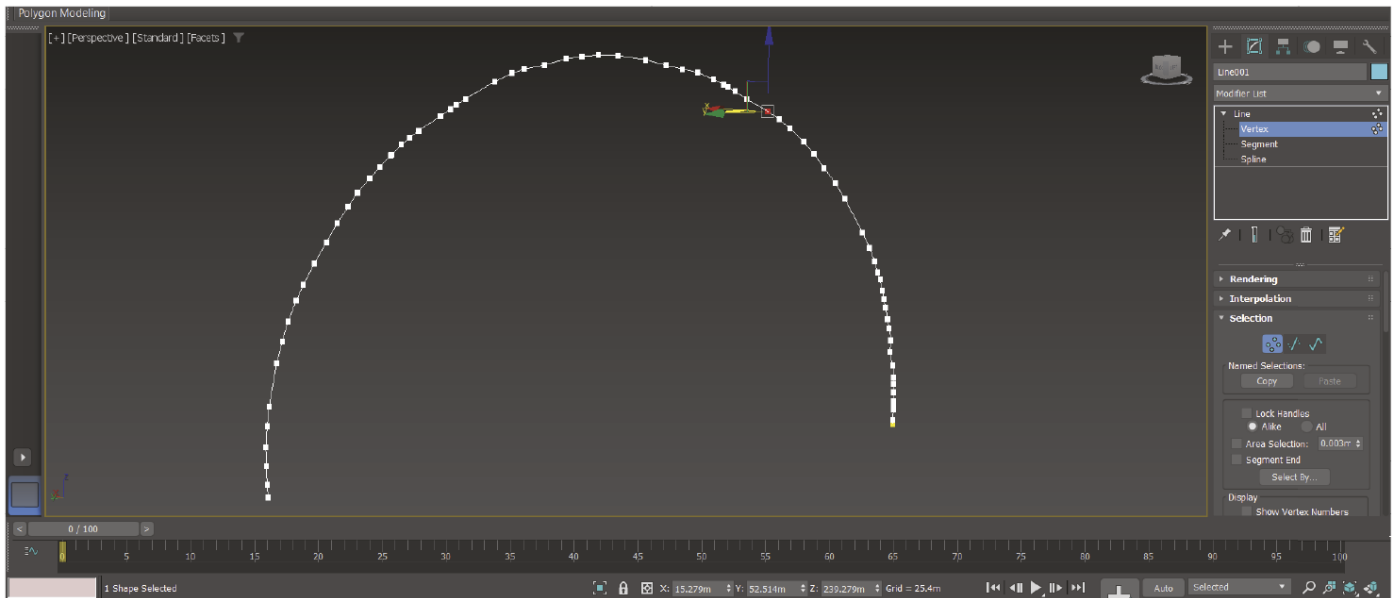 Polygon Modeling
[+] [Perspective] [Standard] [Facets]
Line001
Modifier List
Line
Vertex
Segment
Spline
Rendering
Interpolation
Selection
Named Selections:
Copy Paste
Lock Handles
Alike All
Area Selection: 0.003m
Segment End
Select By...
Display
Show Vertex Numbers
< 0 / 100 >
0 5 10 15 20 25 30 35 40 45 50 55 60 65 70 75 80 85 90 95 100
1 Shape Selected X: 15.279m Y: 52.514m Z: 239.279m Grid = 25.4m Auto Selected